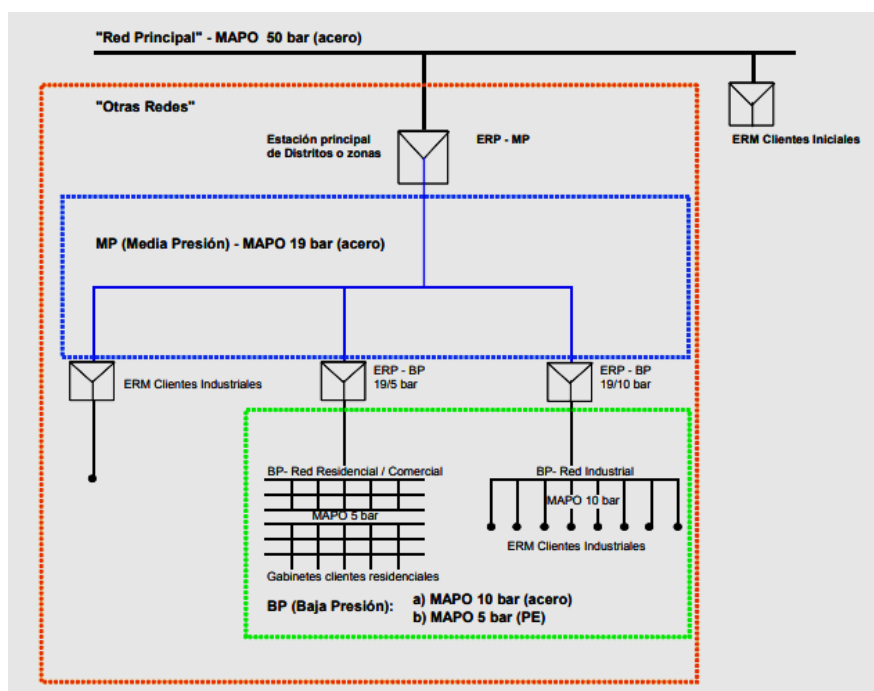 "Red Principal" - MAPO 50 bar (acero)
"Otras Redes"
Estación principal
de Distritos o zonas
ERP - MP
ERM Clientes Iniciales
MP (Media Presión) - MAPO 19 bar (acero)
ERM Clientes Industriales
ERP - BP
19/5 bar
ERP - BP
19/10 bar
BP- Red Residencial / Comercial
MAPO 5 bar
Gabinetes clientes residenciales
BP- Red Industrial
MAPO 10 bar
ERM Clientes Industriales
BP (Baja Presión):
a) MAPO 10 bar (acero)
b) MAPO 5 bar (PE)